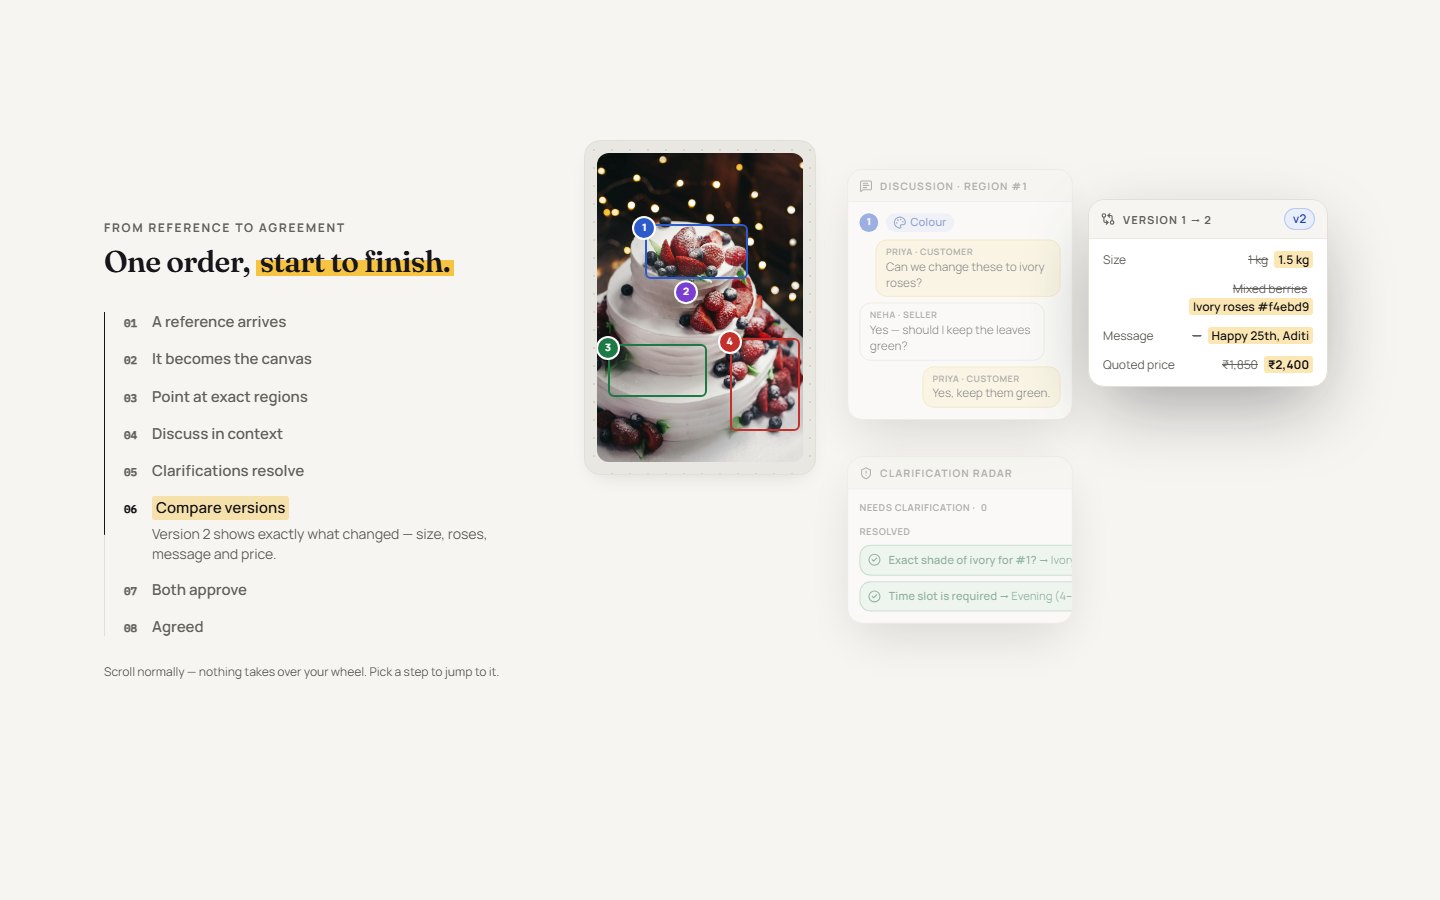 FROM REFERENCE TO AGREEMENT
One order, start to finish.
01 A reference arrives
02 It becomes the canvas
03 Point at exact regions
04 Discuss in context
05 Clarifications resolve
06 Compare versions
Version 2 shows exactly what changed — size, roses,
message and price.
07 Both approve
08 Agreed
Scroll normally — nothing takes over your wheel. Pick a step to jump to it.
1
2
3
4
DISCUSSION · REGION #1
1 Colour
PRIYA · CUSTOMER
Can we change these to ivory
roses?
NEHA · SELLER
Yes — should I keep the leaves
green?
PRIYA · CUSTOMER
Yes, keep them green.
CLARIFICATION RADAR
NEEDS CLARIFICATION · 0
RESOLVED
Exact shade of ivory for #1? → Ivor
Time slot is required → Evening (4–
VERSION 1 → 2 v2
Size 1 kg 1.5 kg
Mixed berries
Ivory roses #f4ebd9
Message — Happy 25th, Aditi
Quoted price ₹1,850 ₹2,400